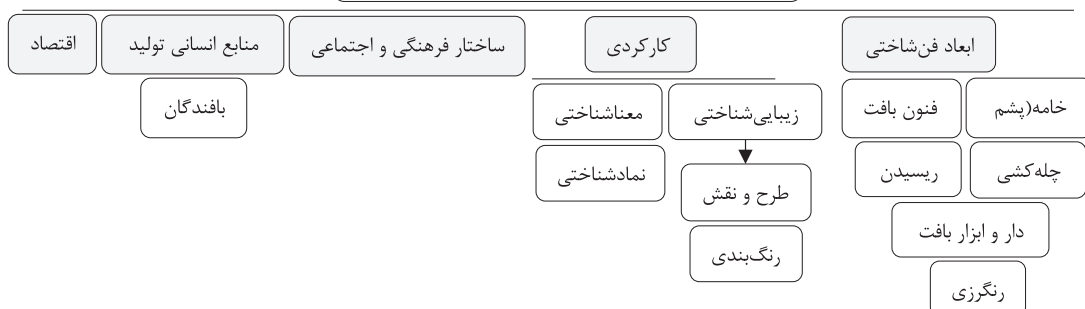 ابعاد فن‌شاختی
کارکردی
ساختار فرهنگی و اجتماعی
منابع انسانی تولید
اقتصاد
خامه(پشم
فنون بافت
زیبایی‌شناختی
معناشناختی
بافندگان
چله‌کشی
ریسیدن
طرح و نقش
نمادشناختی
دار و ابزار بافت
رنگ‌بندی
رنگرزی